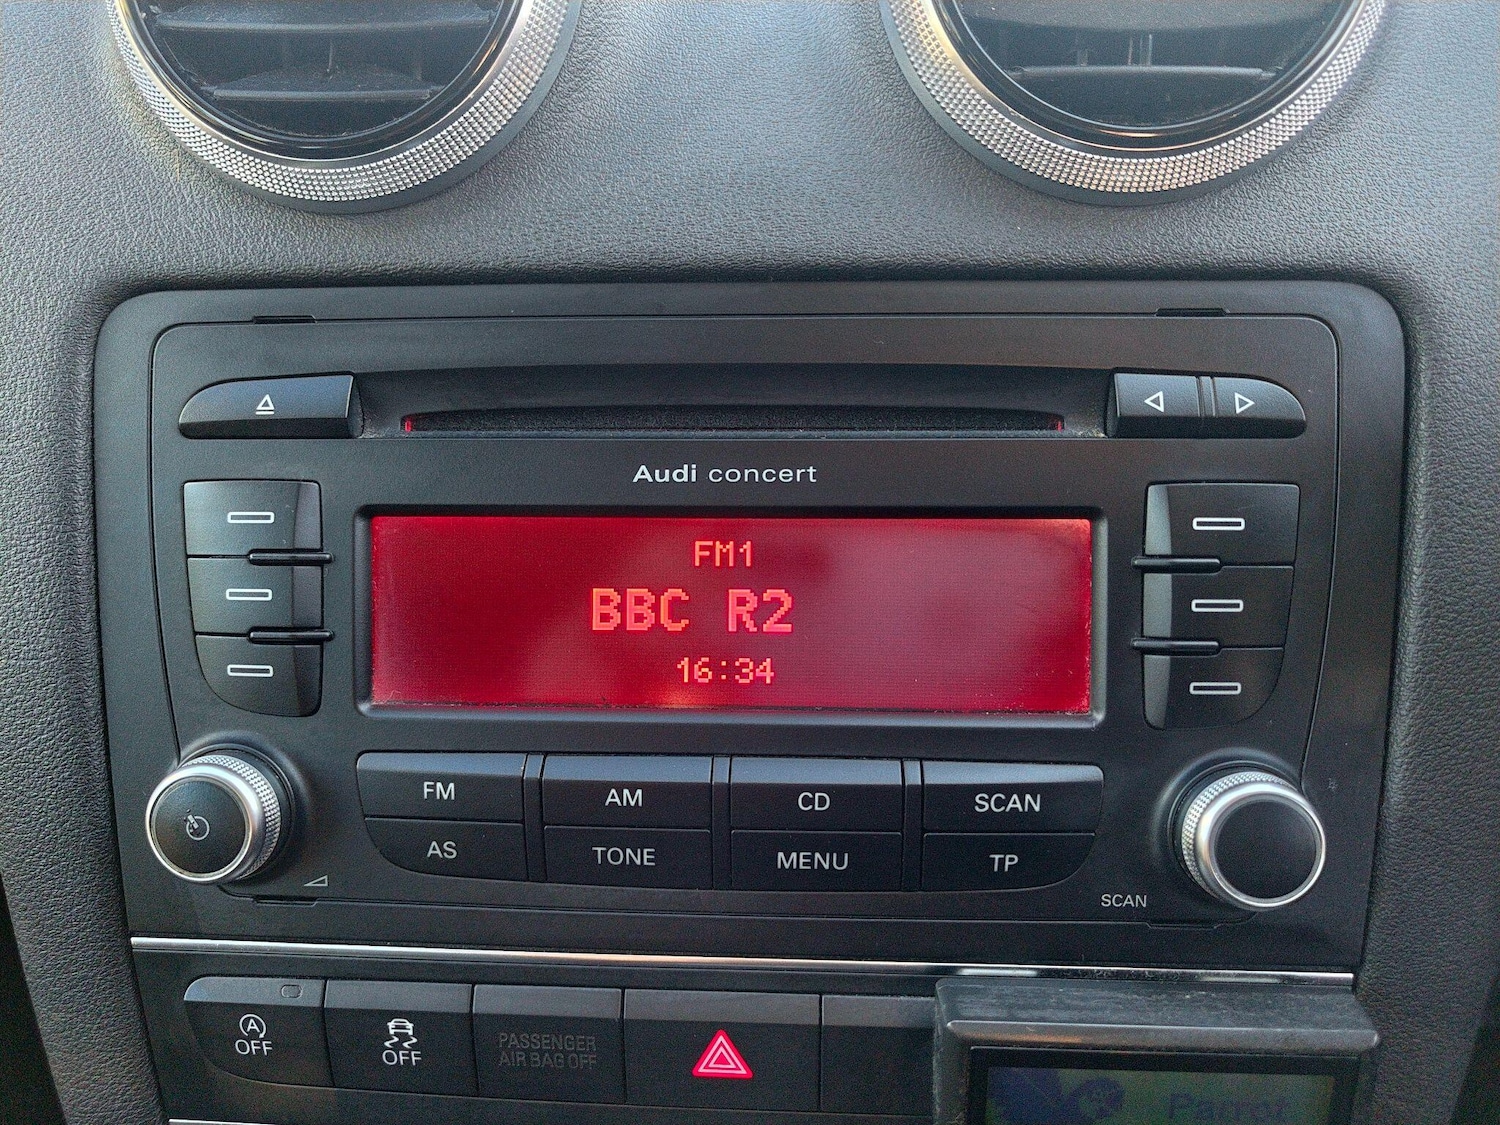 Audi concert
FM1
BBC R2
16:34
FM
AM
CD
SCAN
AS
TONE
MENU
TP
SCAN
A
OFF
OFF
PASSENGER
AIR BAG OFF
Parrot